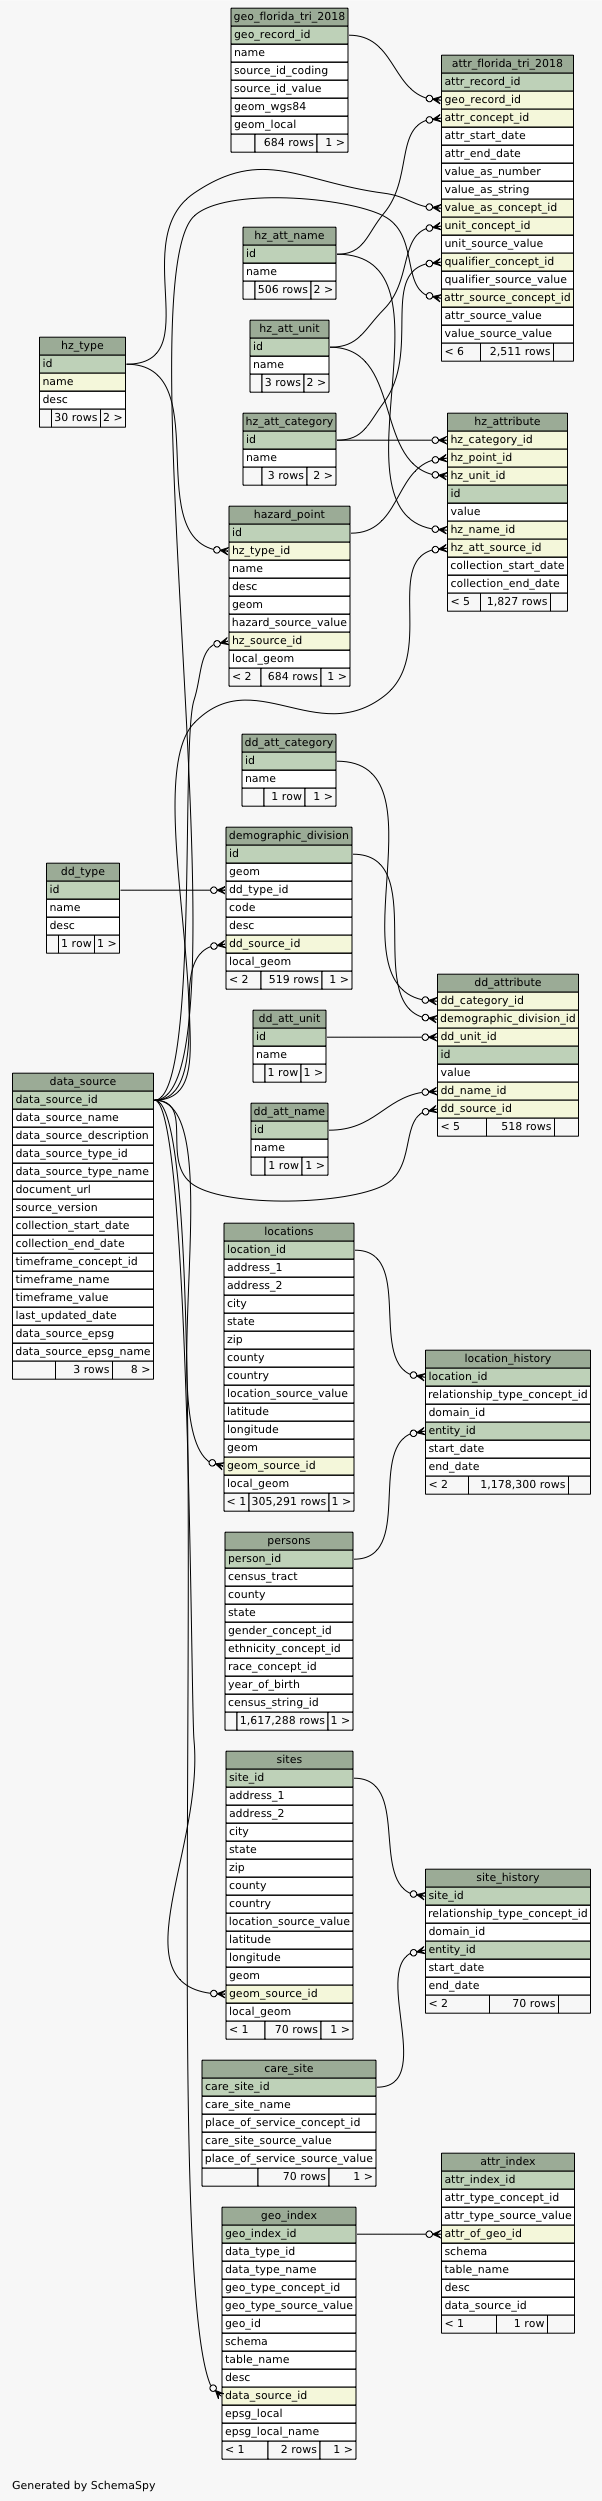 geo_florida_tri_2018
geo_record_id
name
source_id_coding
source_id_value
geom_wgs84
geom_local
684 rows 1 >
attr_florida_tri_2018
attr_record_id
geo_record_id
attr_concept_id
attr_start_date
attr_end_date
value_as_number
value_as_string
value_as_concept_id
unit_concept_id
unit_source_value
qualifier_concept_id
qualifier_source_value
attr_source_concept_id
attr_source_value
value_source_value
< 6 2,511 rows
hz_att_name
id
name
506 rows 2 >
hz_att_unit
id
name
3 rows 2 >
hz_type
id
name
desc
30 rows 2 >
hz_att_category
id
name
3 rows 2 >
hz_attribute
hz_category_id
hz_point_id
hz_unit_id
id
value
hz_name_id
hz_att_source_id
collection_start_date
collection_end_date
< 5 1,827 rows
hazard_point
id
hz_type_id
name
desc
geom
hazard_source_value
hz_source_id
local_geom
< 2 684 rows 1 >
dd_att_category
id
name
1 row 1 >
demographic_division
id
geom
dd_type_id
code
desc
dd_source_id
local_geom
< 2 519 rows 1 >
dd_type
id
name
desc
1 row 1 >
dd_attribute
dd_category_id
demographic_division_id
dd_unit_id
id
value
dd_name_id
dd_source_id
< 5 518 rows
dd_att_unit
id
name
1 row 1 >
dd_att_name
id
name
1 row 1 >
data_source
data_source_id
data_source_name
data_source_description
data_source_type_id
data_source_type_name
document_url
source_version
collection_start_date
collection_end_date
timeframe_concept_id
timeframe_name
timeframe_value
last_updated_date
data_source_epsg
data_source_epsg_name
3 rows 8 >
locations
location_id
address_1
address_2
city
state
zip
county
country
location_source_value
latitude
longitude
geom
geom_source_id
local_geom
< 1 305,291 rows 1 >
location_history
location_id
relationship_type_concept_id
domain_id
entity_id
start_date
end_date
< 2 1,178,300 rows
persons
person_id
census_tract
county
state
gender_concept_id
ethnicity_concept_id
race_concept_id
year_of_birth
census_string_id
1,617,288 rows 1 >
sites
site_id
address_1
address_2
city
state
zip
county
country
location_source_value
latitude
longitude
geom
geom_source_id
local_geom
< 1 70 rows 1 >
site_history
site_id
relationship_type_concept_id
domain_id
entity_id
start_date
end_date
< 2 70 rows
care_site
care_site_id
care_site_name
place_of_service_concept_id
care_site_source_value
place_of_service_source_value
70 rows 1 >
attr_index
attr_index_id
attr_type_concept_id
attr_type_source_value
attr_of_geo_id
schema
table_name
desc
data_source_id
< 1 1 row
geo_index
geo_index_id
data_type_id
data_type_name
geo_type_concept_id
geo_type_source_value
geo_id
schema
table_name
desc
data_source_id
epsg_local
epsg_local_name
< 1 2 rows 1 >
Generated by SchemaSpy